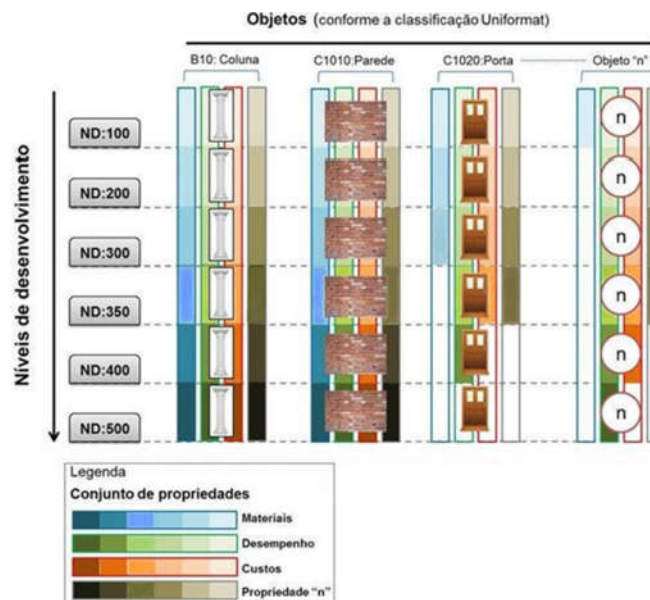 Objetos (conforme a classificação Uniformat)
B10: Coluna C1010:Parede C1020:Porta Objeto "n"
Níveis de desenvolvimento
ND:100
n
ND:200
n
ND:300
n
ND:350
n
ND:400
n
ND:500
n
Legenda
Conjunto de propriedades
Materiais
Desempenho
Custos
Propriedade "n"